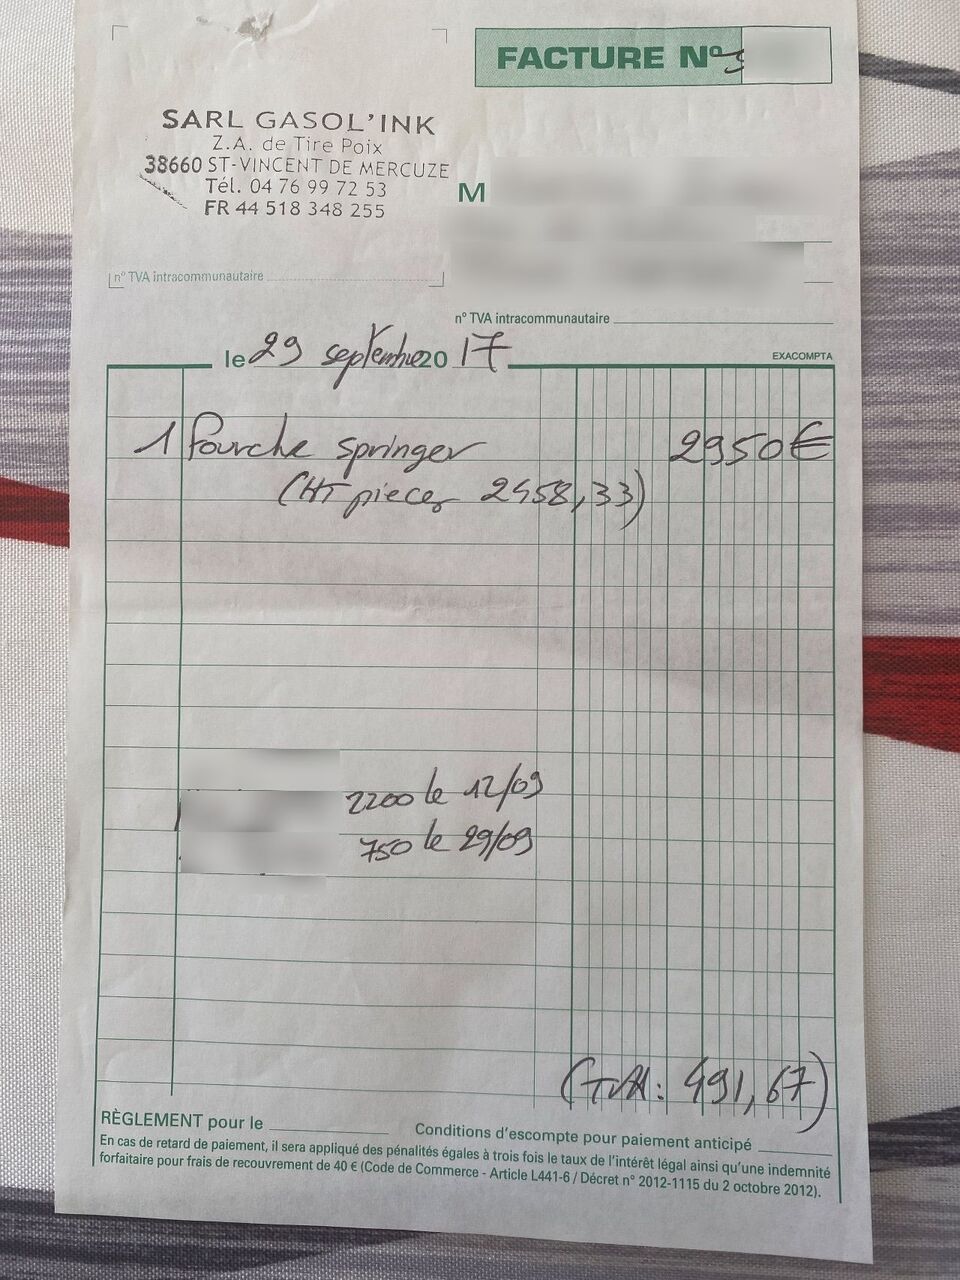 FACTURE N°
SARL GASOL'INK
Z.A. de Tire Poix
38660 ST-VINCENT DE MERCUZE
Tél. 04 76 99 72 53
FR 44 518 348 255
M
n° TVA intracommunautaire
n° TVA intracommunautaire
le 29 septembre 20 17
EXACOMPTA
1 fourche springer 2950€
(HT pieces 2458,33)
2200 le 12/09
750 le 29/09
(TVA: 491,67)
RÈGLEMENT pour le
Conditions d'escompte pour paiement anticipé
En cas de retard de paiement, il sera appliqué des pénalités égales à trois fois le taux de l'intérêt légal ainsi qu'une indemnité
forfaitaire pour frais de recouvrement de 40 € (Code de Commerce - Article L441-6 / Décret n° 2012-1115 du 2 octobre 2012).